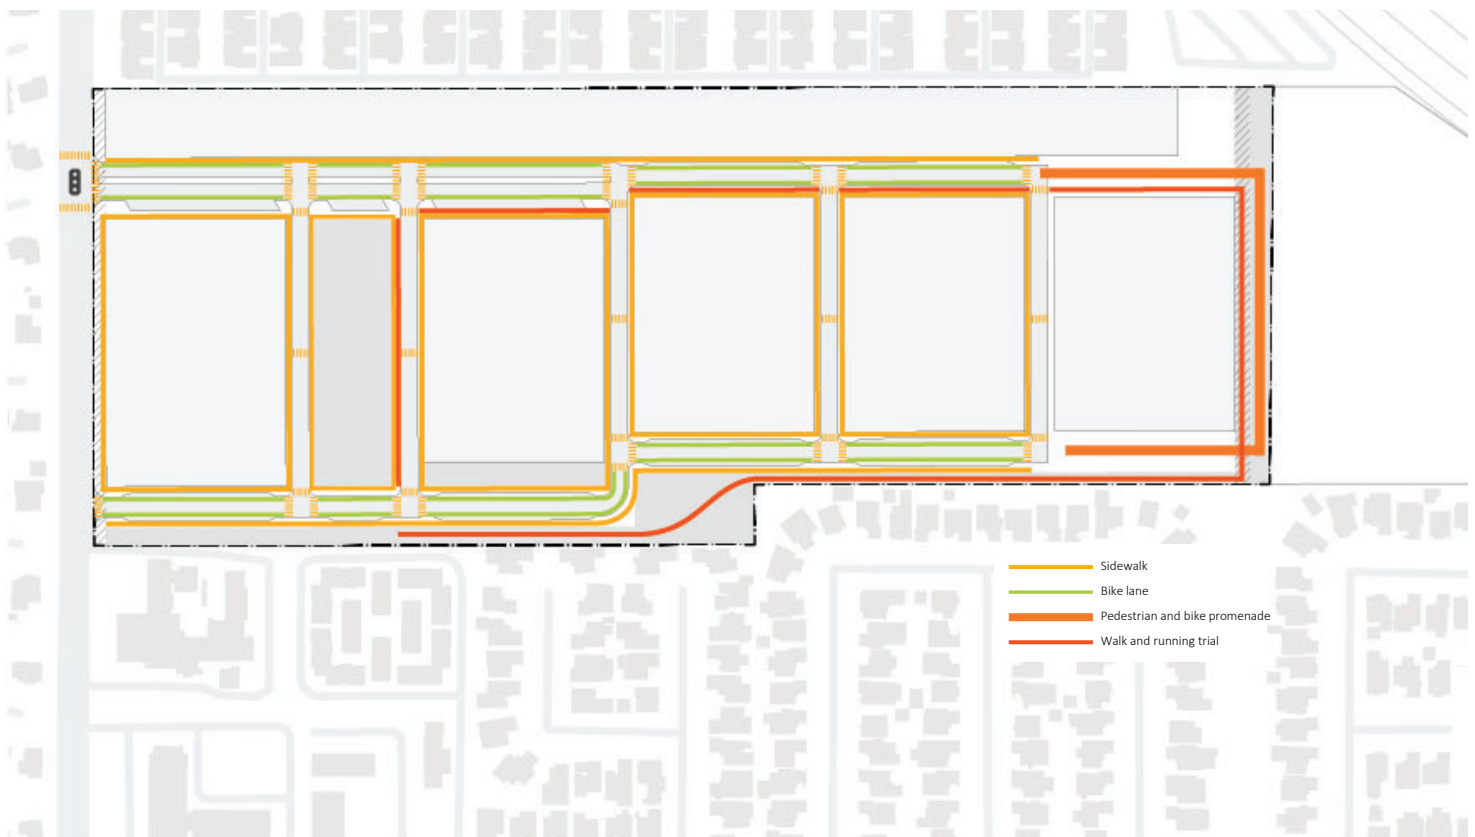 Sidewalk
Bike lane
Pedestrian and bike promenade
Walk and running trial